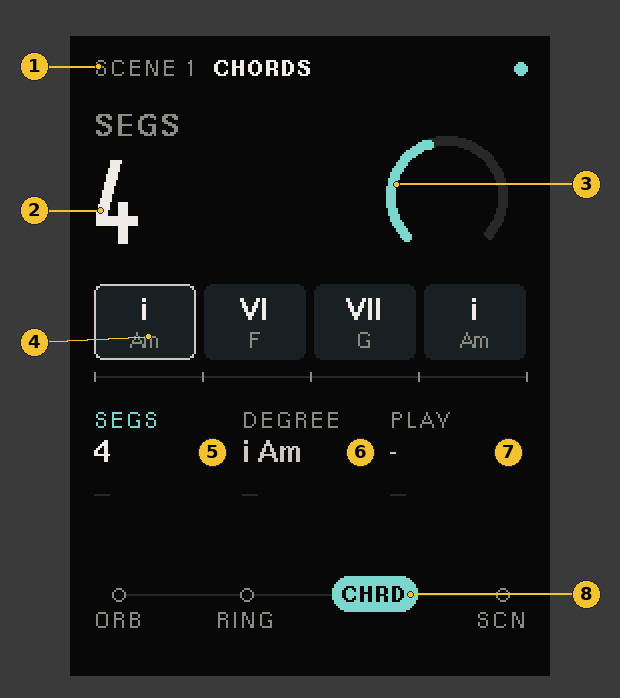 1 SCENE 1 CHORDS
SEGS
2 4 3
i VI VII i
4 Am F G Am
SEGS DEGREE PLAY
4 5 i Am 6 - 7
CHRD 8
ORB RING SCN